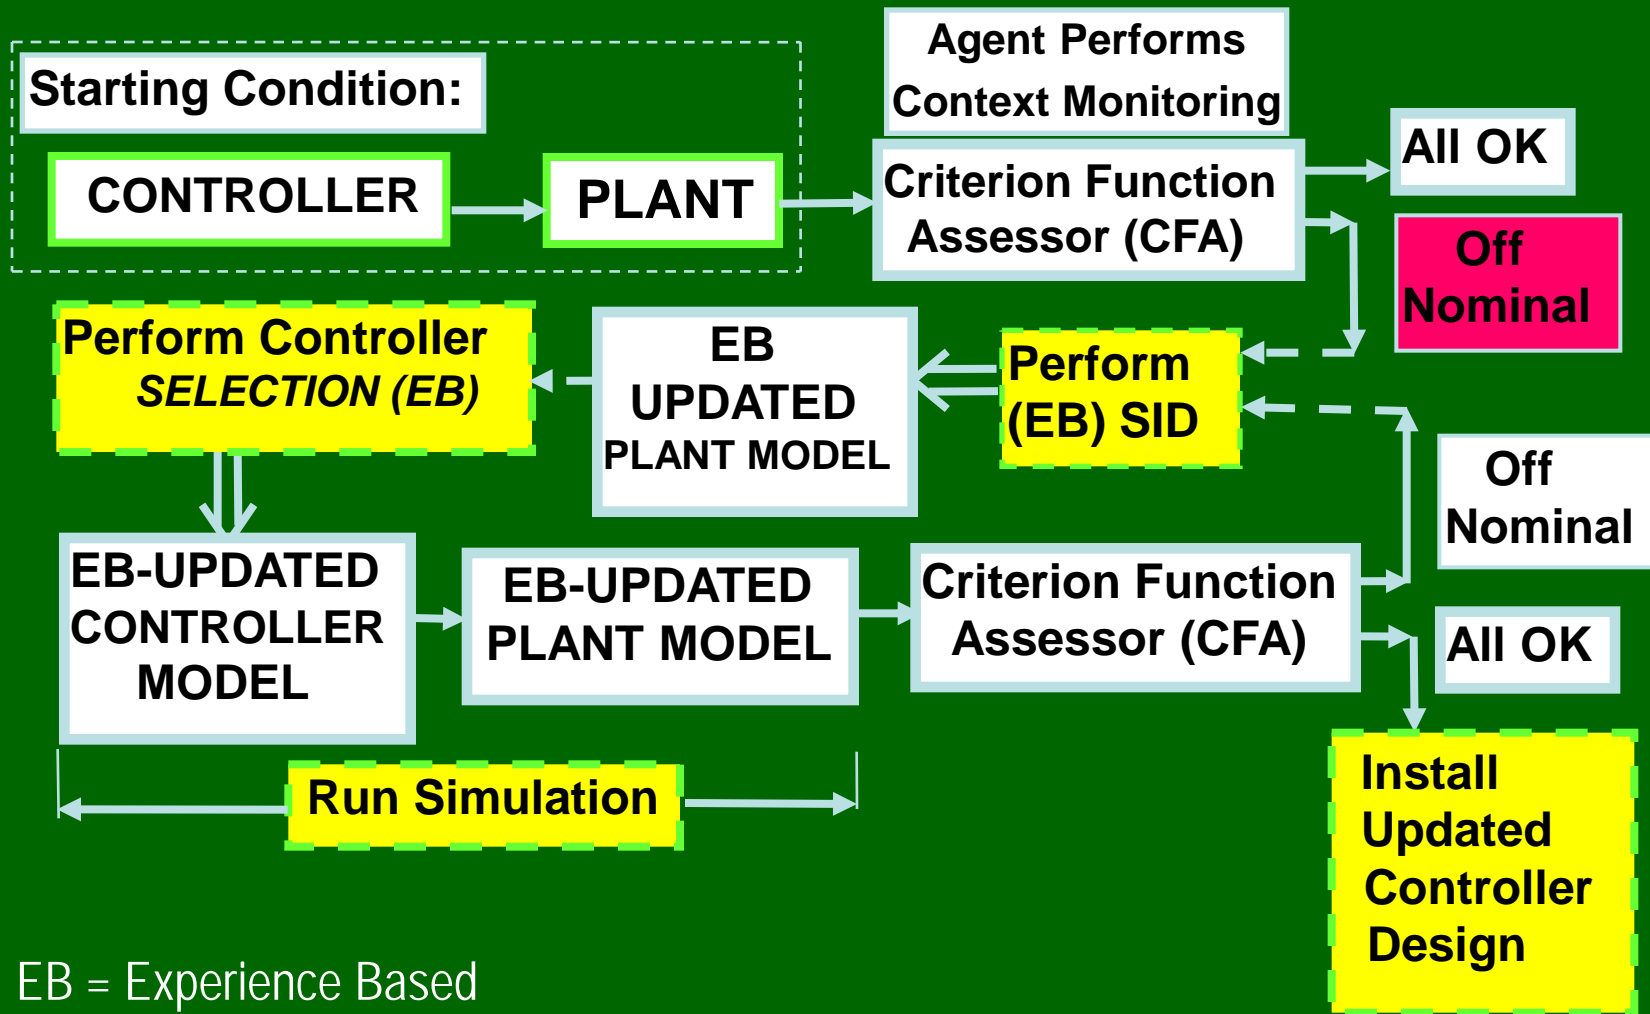 Agent Performs
Context Monitoring
Starting Condition:
CONTROLLER
PLANT
Criterion Function
Assessor (CFA)
All OK
Off
Nominal
Perform Controller
SELECTION (EB)
EB
UPDATED
PLANT MODEL
Perform
(EB) SID
Off
Nominal
EB-UPDATED
CONTROLLER
MODEL
EB-UPDATED
PLANT MODEL
Criterion Function
Assessor (CFA)
All OK
Run Simulation
Install
Updated
Controller
Design
EB = Experience Based